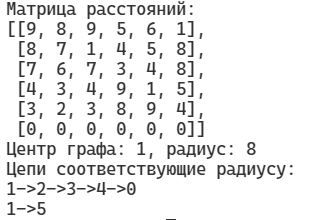 Матрица расстояний:
[[9, 8, 9, 5, 6, 1],
[8, 7, 1, 4, 5, 8],
[7, 6, 7, 3, 4, 8],
[4, 3, 4, 9, 1, 5],
[3, 2, 3, 8, 9, 4],
[0, 0, 0, 0, 0, 0]]
Центр графа: 1, радиус: 8
Цепи соответствующие радиусу:
1->2->3->4->0
1->5